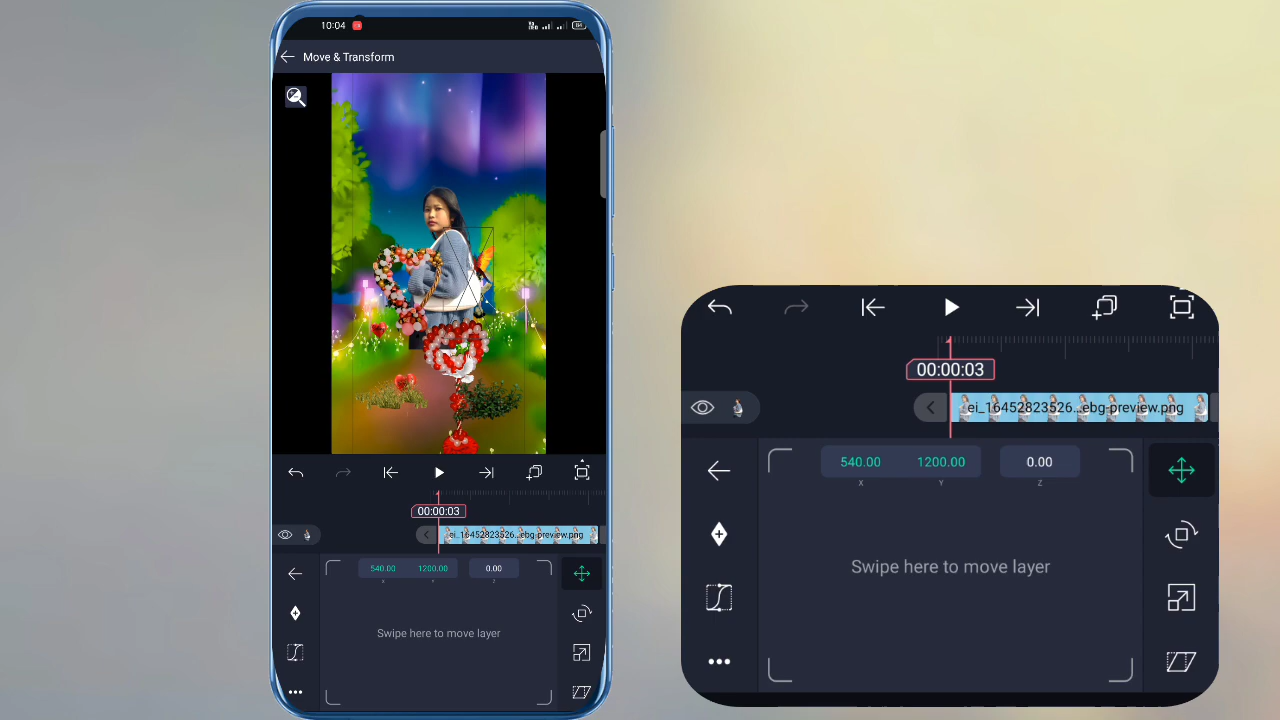 10:04
84
Move & Transform
00:00:03
ei_16452823526...ebg-preview.png
540.00 1200.00 0.00
X Y Z
Swipe here to move layer
00:00:03
ei_16452823526...ebg-preview.png
540.00 1200.00 0.00
X Y Z
Swipe here to move layer